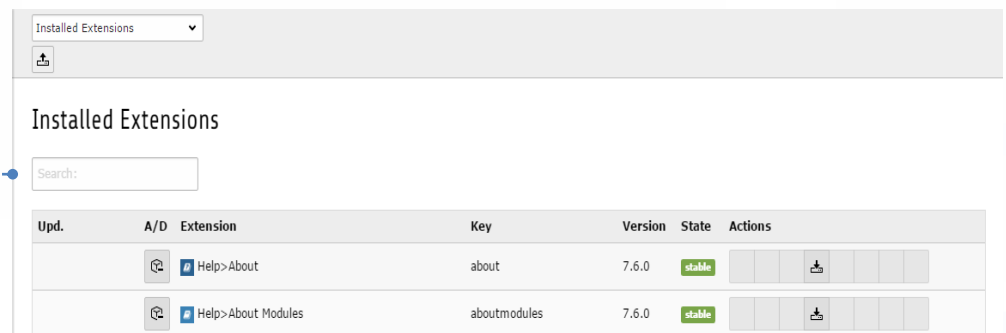 Installed Extensions
Installed Extensions
Search:
Upd. A/D Extension Key Version State Actions
Help>About about 7.6.0 stable
Help>About Modules aboutmodules 7.6.0 stable